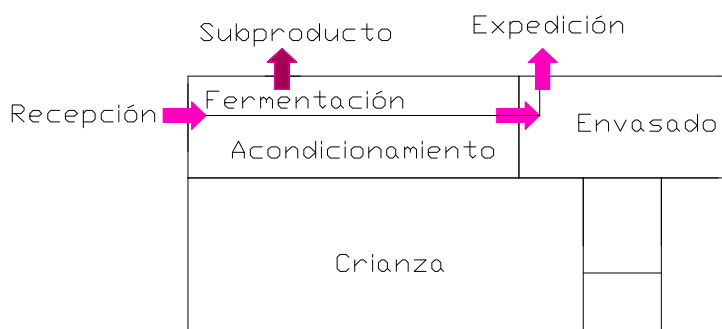 Subproducto
Expedición
Recepción
Fermentación
Envasado
Acondicionamiento
Crianza